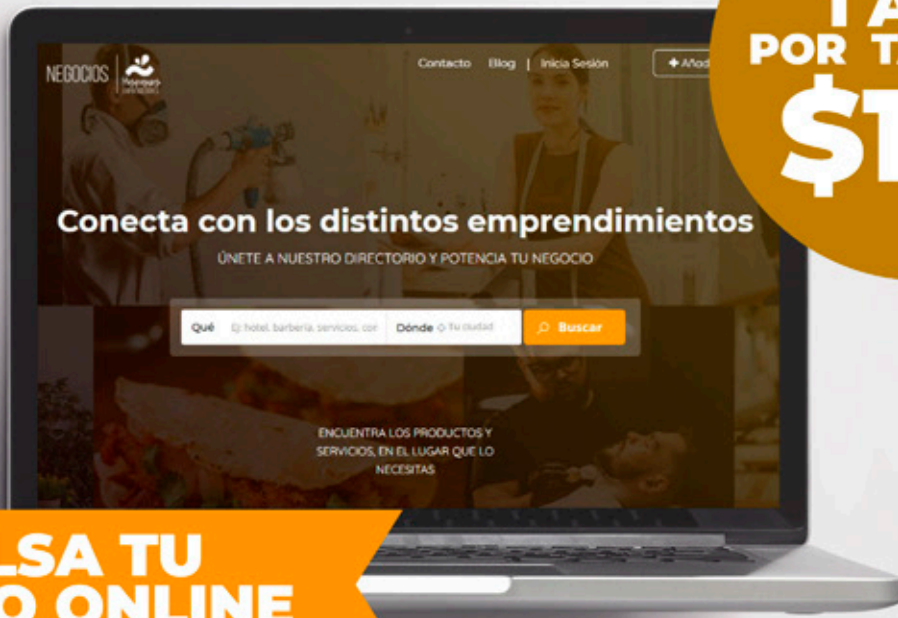 1 A
POR TA
$1
NEGOCIOS
Contacto Blog | Inicia Sesión
+ Añad
Conecta con los distintos emprendimientos
ÚNETE A NUESTRO DIRECTORIO Y POTENCIA TU NEGOCIO
Qué Ej: hotel, barbería, servicios, con Dónde Tu ciudad Buscar
ENCUENTRA LOS PRODUCTOS Y
SERVICIOS, EN EL LUGAR QUE LO
NECESITAS
LSA TU
O ONLINE